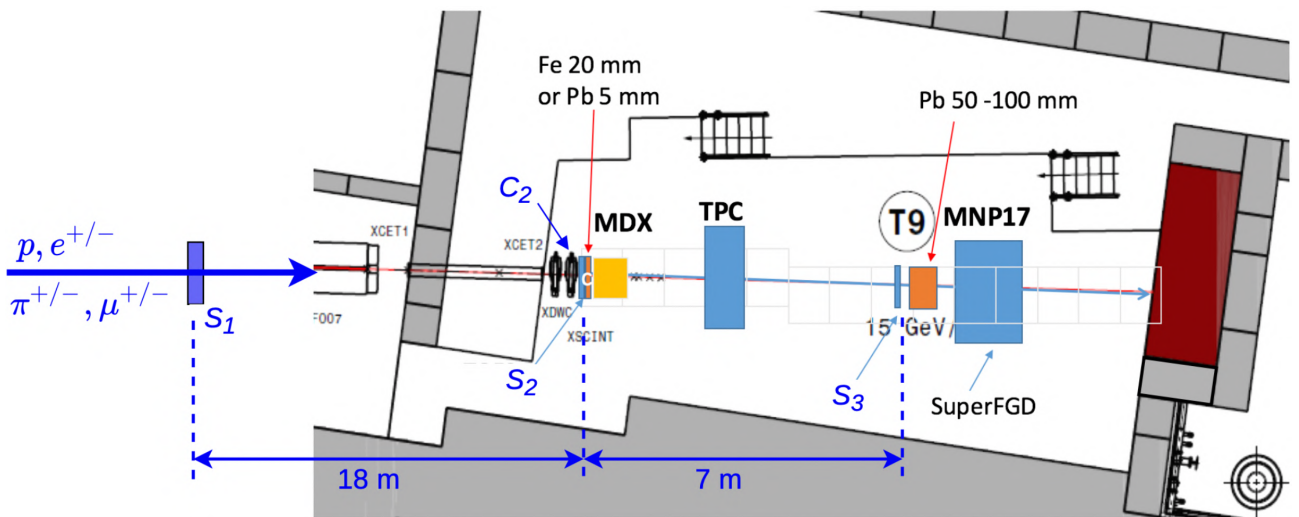 Fe 20 mm
or Pb 5 mm
Pb 50 -100 mm
C₂
MDX
TPC
T9
MNP17
XCET1
XCET2
p, e^{+/-}
π^{+/-}, μ^{+/-}
S₁
F007
XDWC
XSCINT
15 GeV/
S₂
S₃
SuperFGD
18 m
7 m